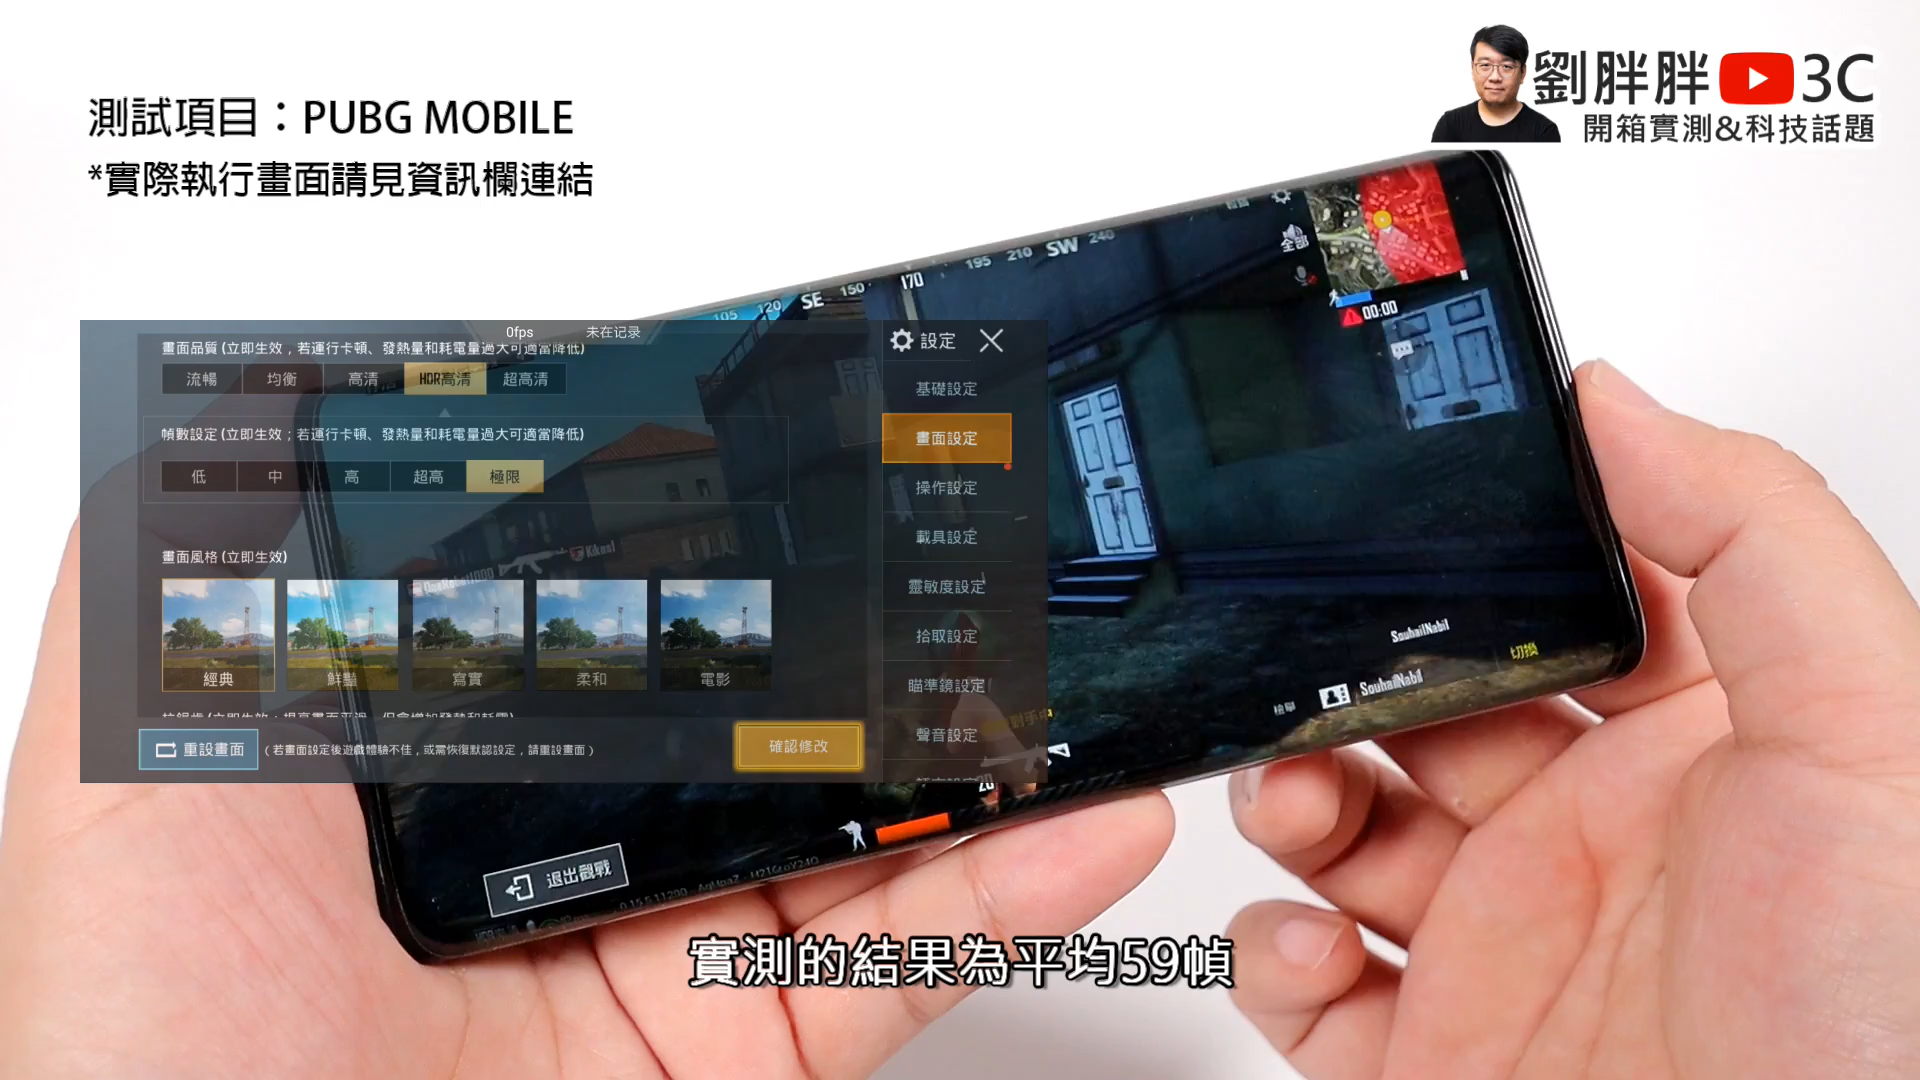 測試項目：PUBG MOBILE
*實際執行畫面請見資訊欄連結
劉胖胖 3C
開箱實測&科技話題
105 120 SE 150 170 195 210 SW 240
全部
00:00
0fps 未在记录
畫面品質 (立即生效，若運行卡頓、發熱量和耗電量過大可適當降低)
流暢 均衡 高清 HDR高清 超高清
幀數設定 (立即生效；若運行卡頓、發熱量和耗電量過大可適當降低)
低 中 高 超高 極限
畫面風格 (立即生效)
經典 鮮豔 寫實 柔和 電影
重設畫面 (若畫面設定後遊戲體驗不佳，或需恢復默認設定，請重設畫面)
確認修改
設定
基礎設定
畫面設定
操作設定
載具設定
靈敏度設定
拾取設定
瞄準鏡設定
聲音設定
SouhailNabil
切換
檢舉 SouhailNabil
20
退出觀戰
實測的結果為平均59幀